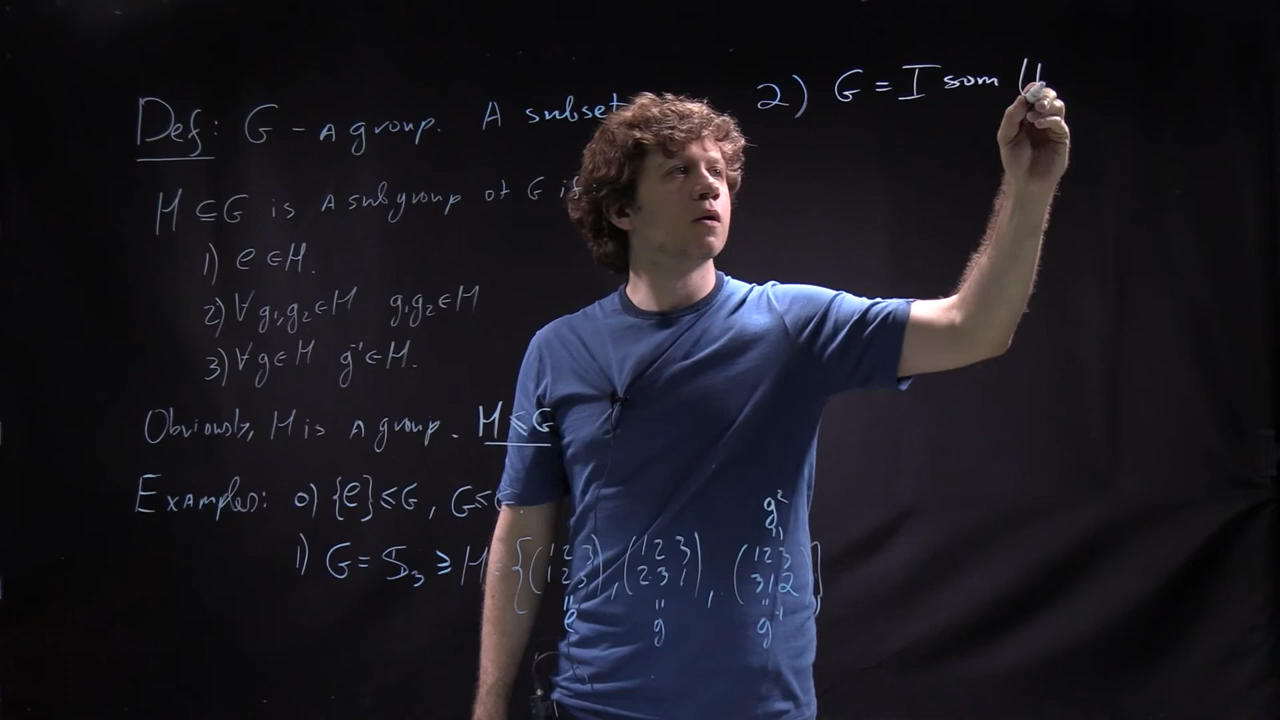 Def: G - A group. A subset
H ⊆ G is A subgroup of G if
1) e ∈ H.
2) ∀ g₁, g₂ ∈ H g₁g₂ ∈ H
3) ∀ g ∈ H g⁻¹ ∈ H.
Obviously, H is A group. H ≤ G
Examples: 0) {e} ≤ G, G ≤ G.
g²
"
1) G = S₃ ≥ H = {(1 2 3), (1 2 3), (1 2 3)}
1 2 3 2 3 1 3 1 2
" " "
e g g⁻¹
2) G = Isom